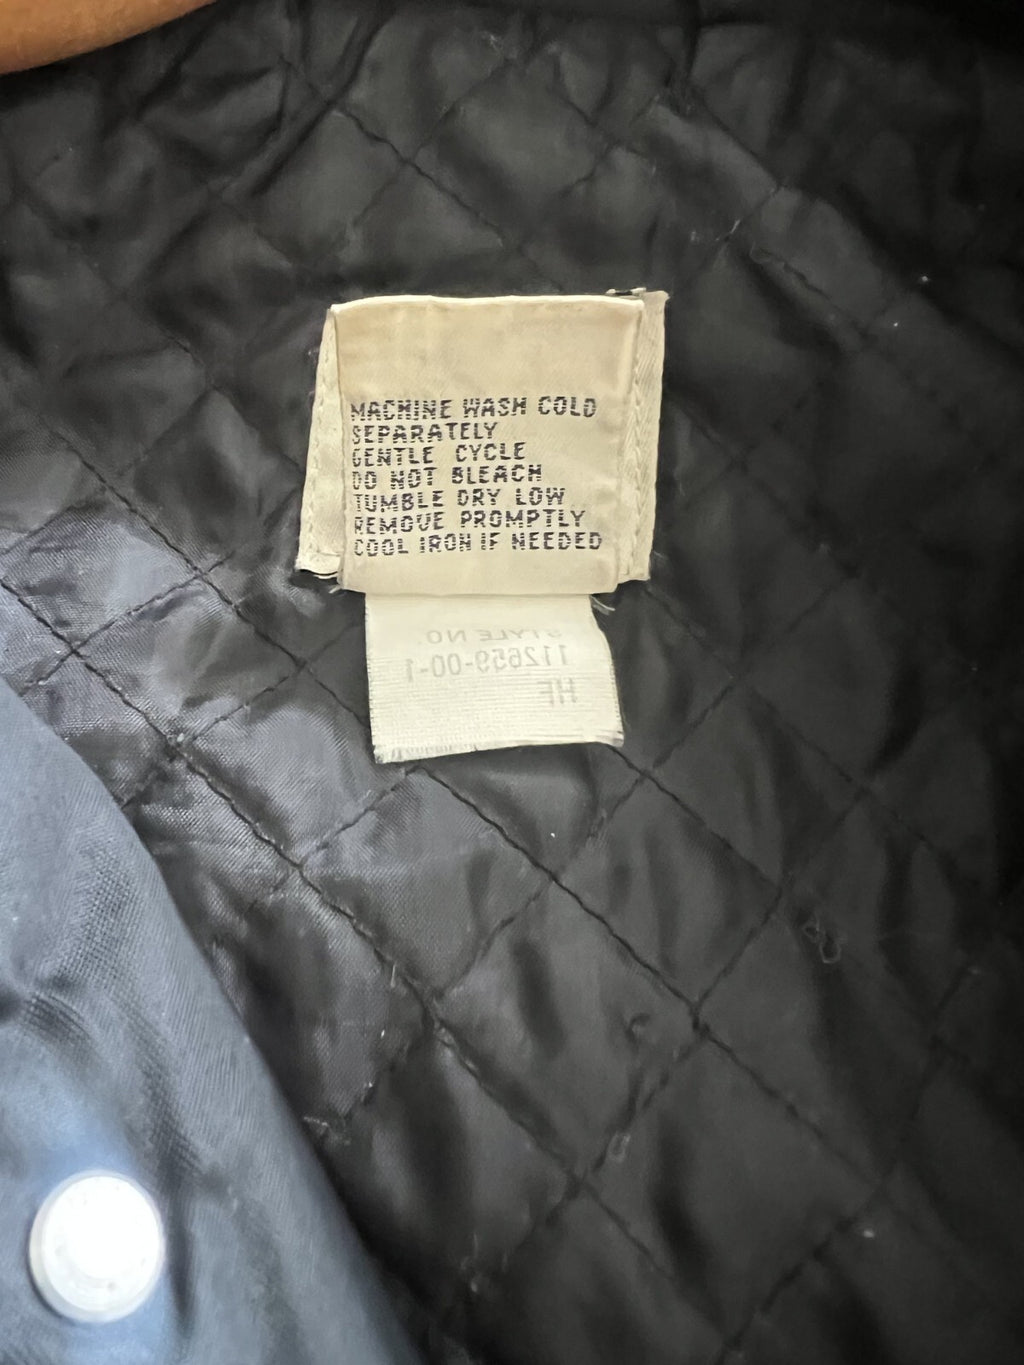 MACHINE WASH COLD
SEPARATELY
GENTLE CYCLE
DO NOT BLEACH
TUMBLE DRY LOW
REMOVE PROMPTLY
COOL IRON IF NEEDED
STYLE NO.
112659-00-1
HF